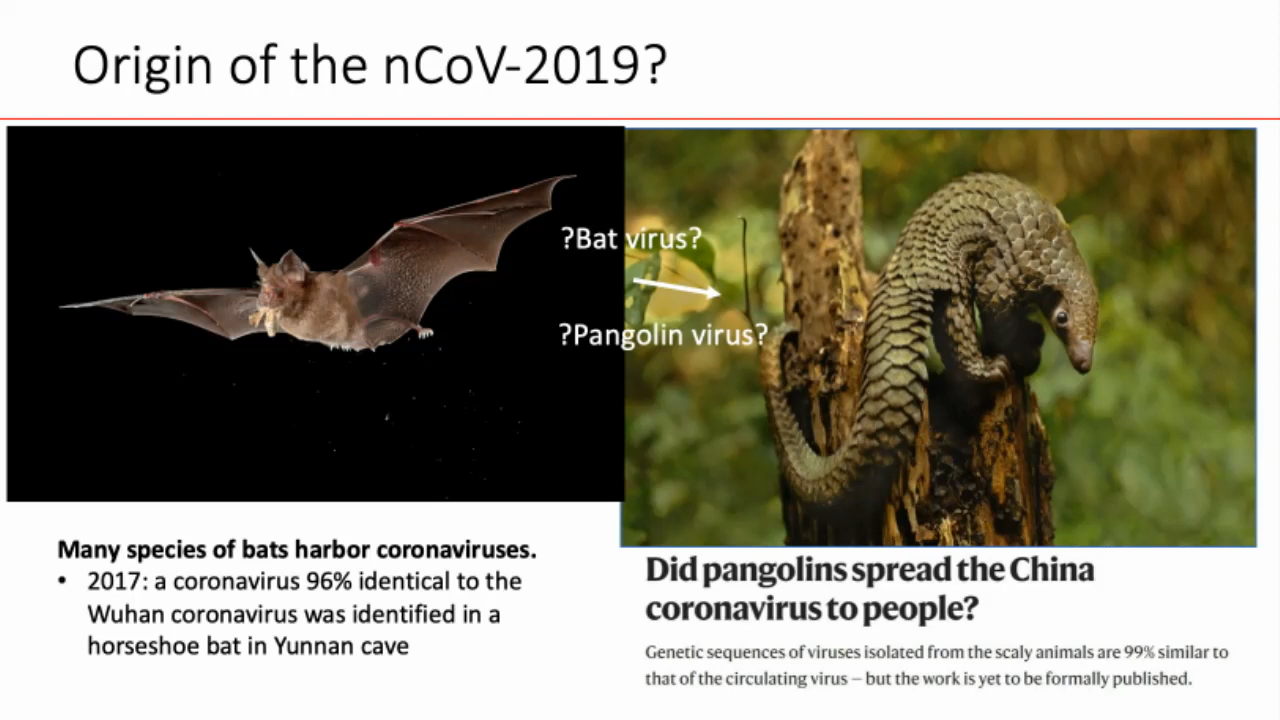 Origin of the nCoV-2019?
?Bat virus?
?Pangolin virus?
Many species of bats harbor coronaviruses.
• 2017: a coronavirus 96% identical to the
Wuhan coronavirus was identified in a
horseshoe bat in Yunnan cave
Did pangolins spread the China
coronavirus to people?
Genetic sequences of viruses isolated from the scaly animals are 99% similar to
that of the circulating virus — but the work is yet to be formally published.